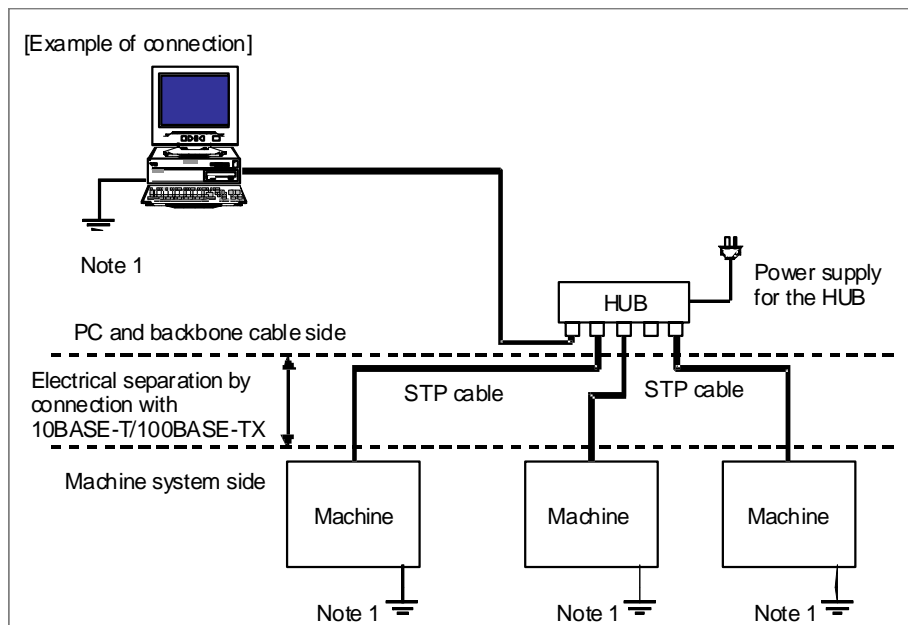 [Example of connection]
Note 1
HUB
Power supply
for the HUB
PC and backbone cable side
Electrical separation by
connection with
10BASE-T/100BASE-TX
STP cable
STP cable
Machine system side
Machine
Machine
Machine
Note 1
Note 1
Note 1